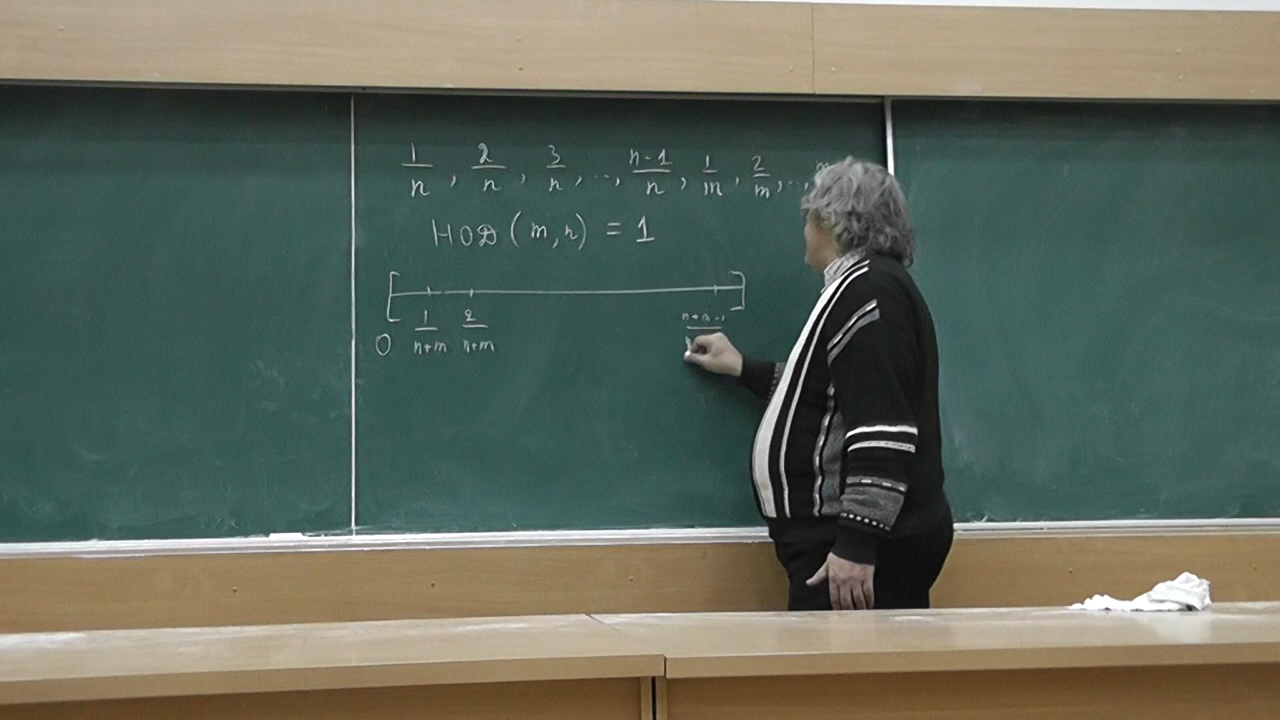 1/n, 2/n, 3/n, ..., n-1/n, 1/m, 2/m, ..., m
НОД (m, n) = 1
[ ]
0 1/n+m 2/n+m n+m-1